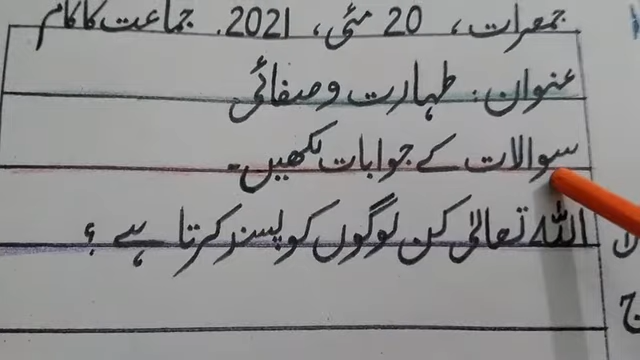 جمعرات، 20 مئی، 2021. جماعت کا کام
عنوان: طہارت و صفائی
سوالات کے جوابات لکھیں۔
اللہ تعالیٰ کن لوگوں کو پسند کرتا ہے ؟
ج